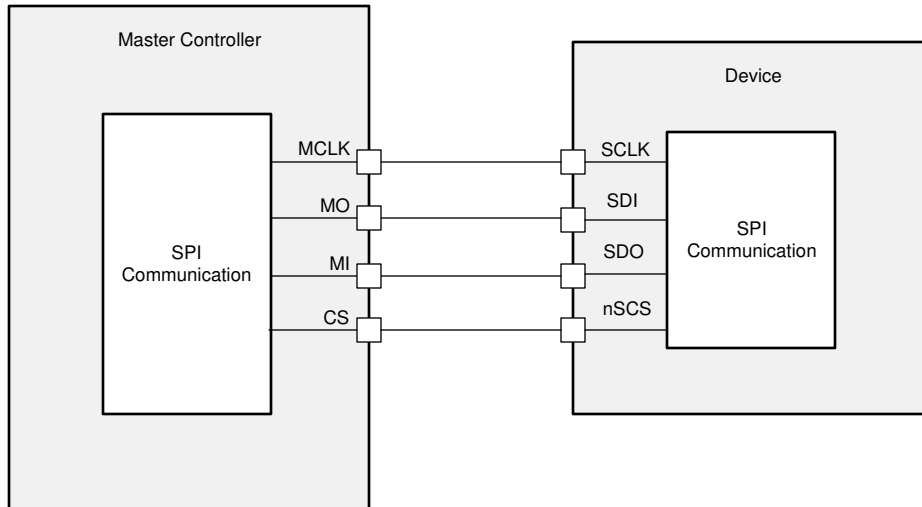 Master Controller
Device
SPI
Communication
MCLK
MO
MI
CS
SCLK
SDI
SDO
nSCS
SPI
Communication